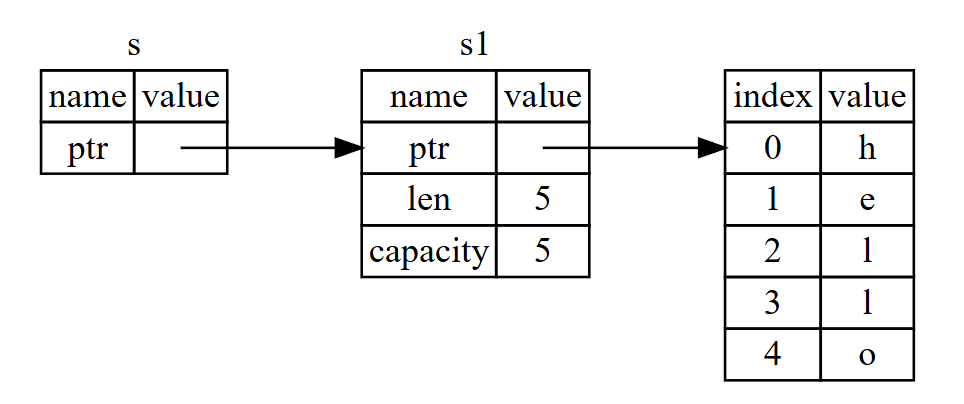 s
name value
ptr
s1
name value
ptr
len 5
capacity 5
index value
0 h
1 e
2 l
3 l
4 o